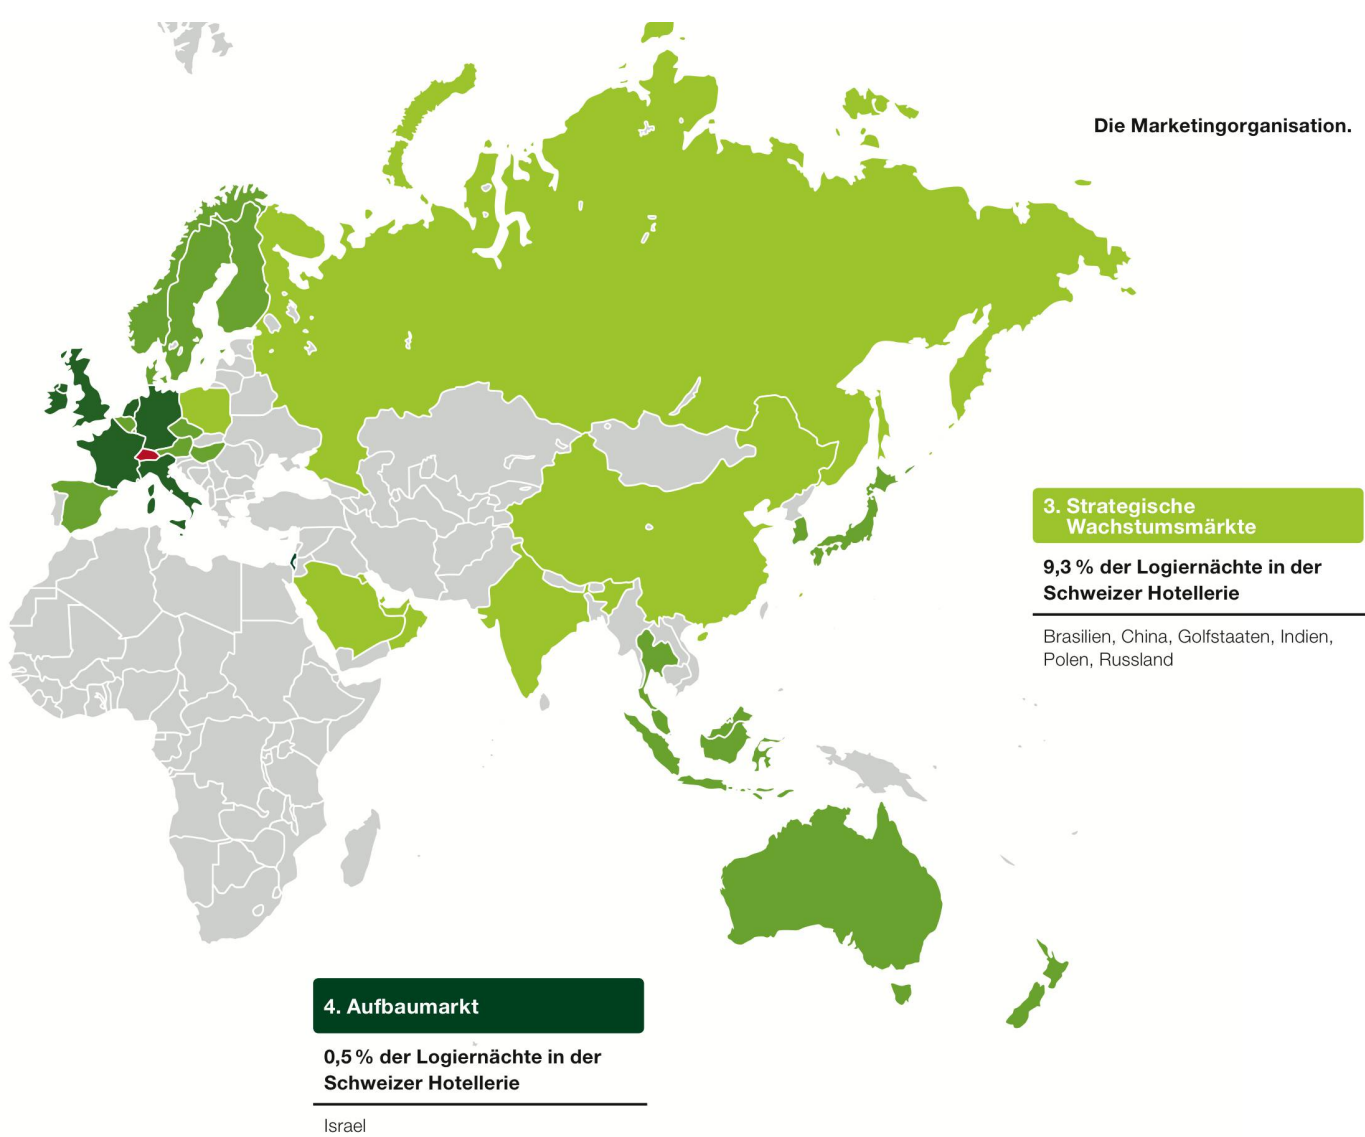 Die Marketingorganisation.
3. Strategische
Wachstumsmärkte
9,3 % der Logiernächte in der
Schweizer Hotellerie
Brasilien, China, Golfstaaten, Indien,
Polen, Russland
4. Aufbaumarkt
0,5 % der Logiernächte in der
Schweizer Hotellerie
Israel